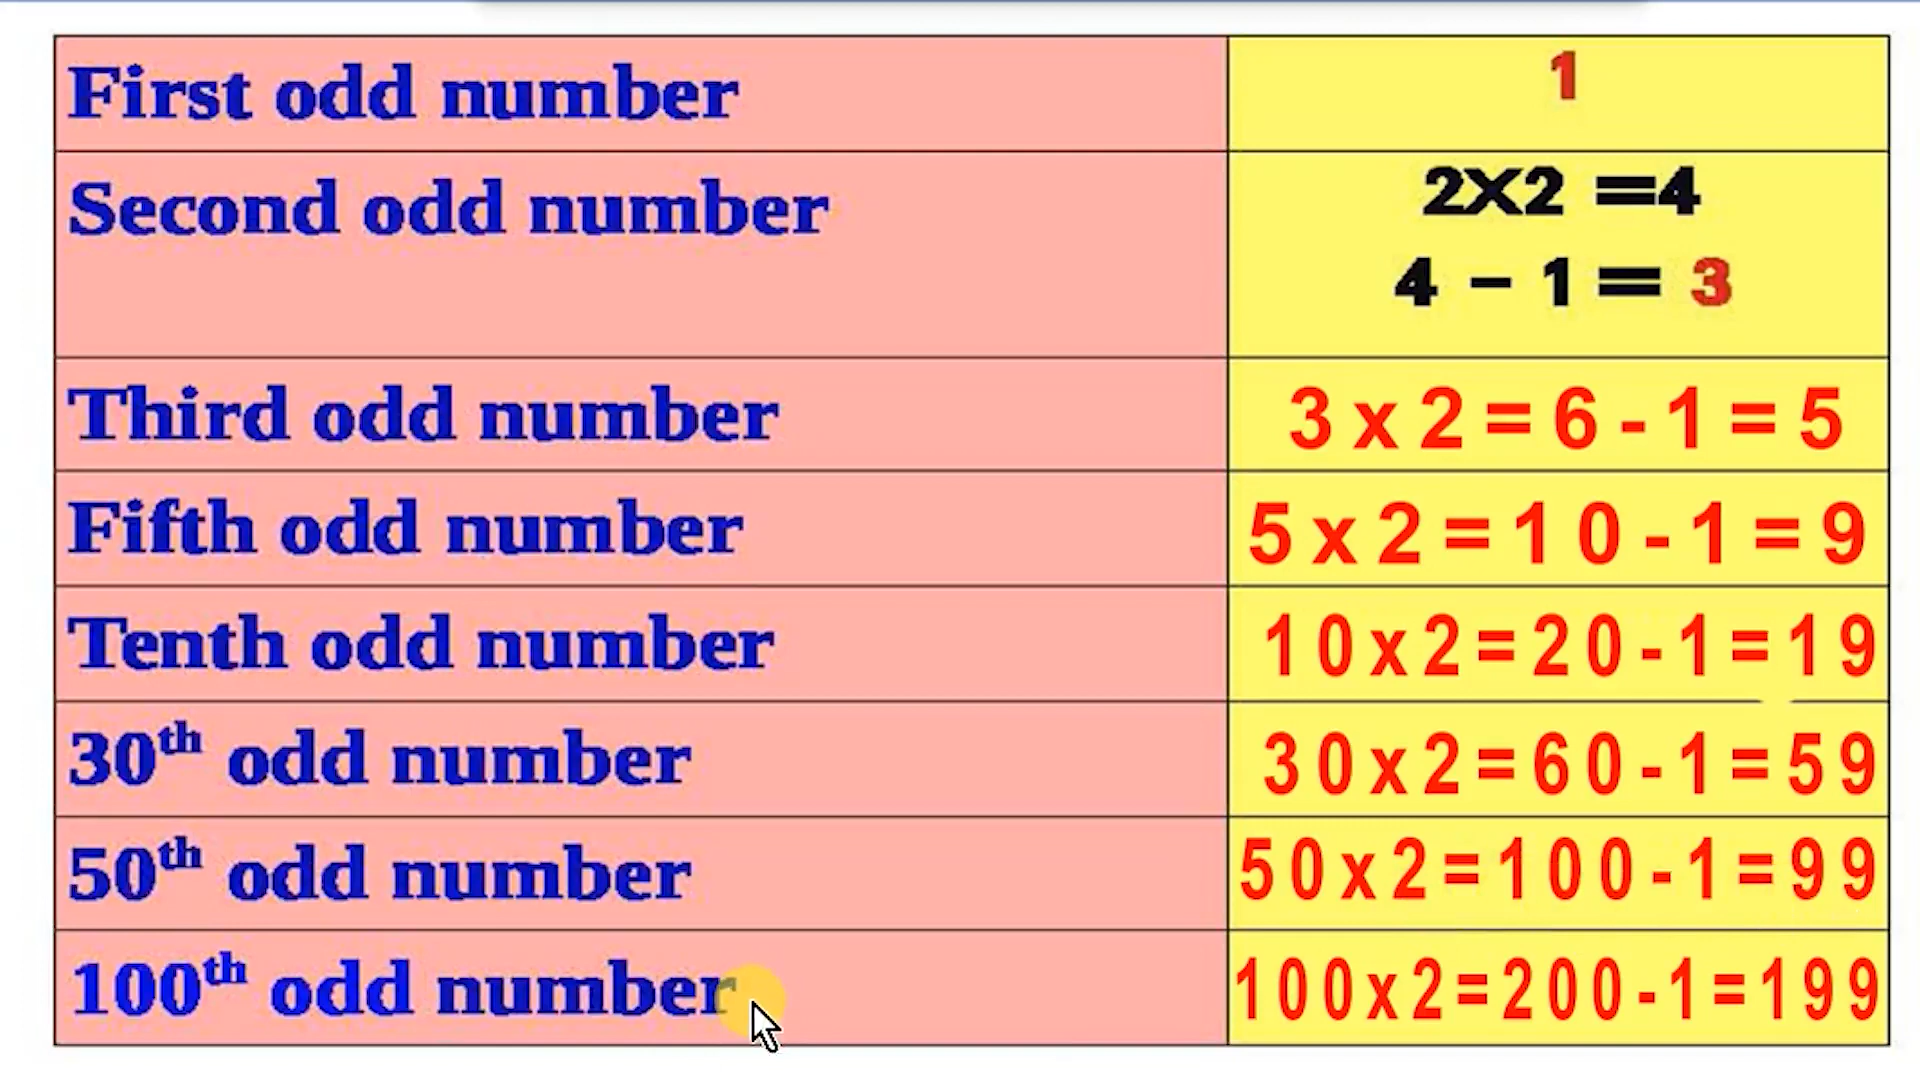 First odd number
1
Second odd number
2X2 =4
4 - 1 = 3
Third odd number
3 x 2 = 6 - 1 = 5
Fifth odd number
5 x 2 = 1 0 - 1 = 9
Tenth odd number
1 0 x 2 = 2 0 - 1 = 1 9
30th odd number
3 0 x 2 = 6 0 - 1 = 5 9
50th odd number
5 0 x 2 = 1 0 0 - 1 = 9 9
100th odd number
1 0 0 x 2 = 2 0 0 - 1 = 1 9 9